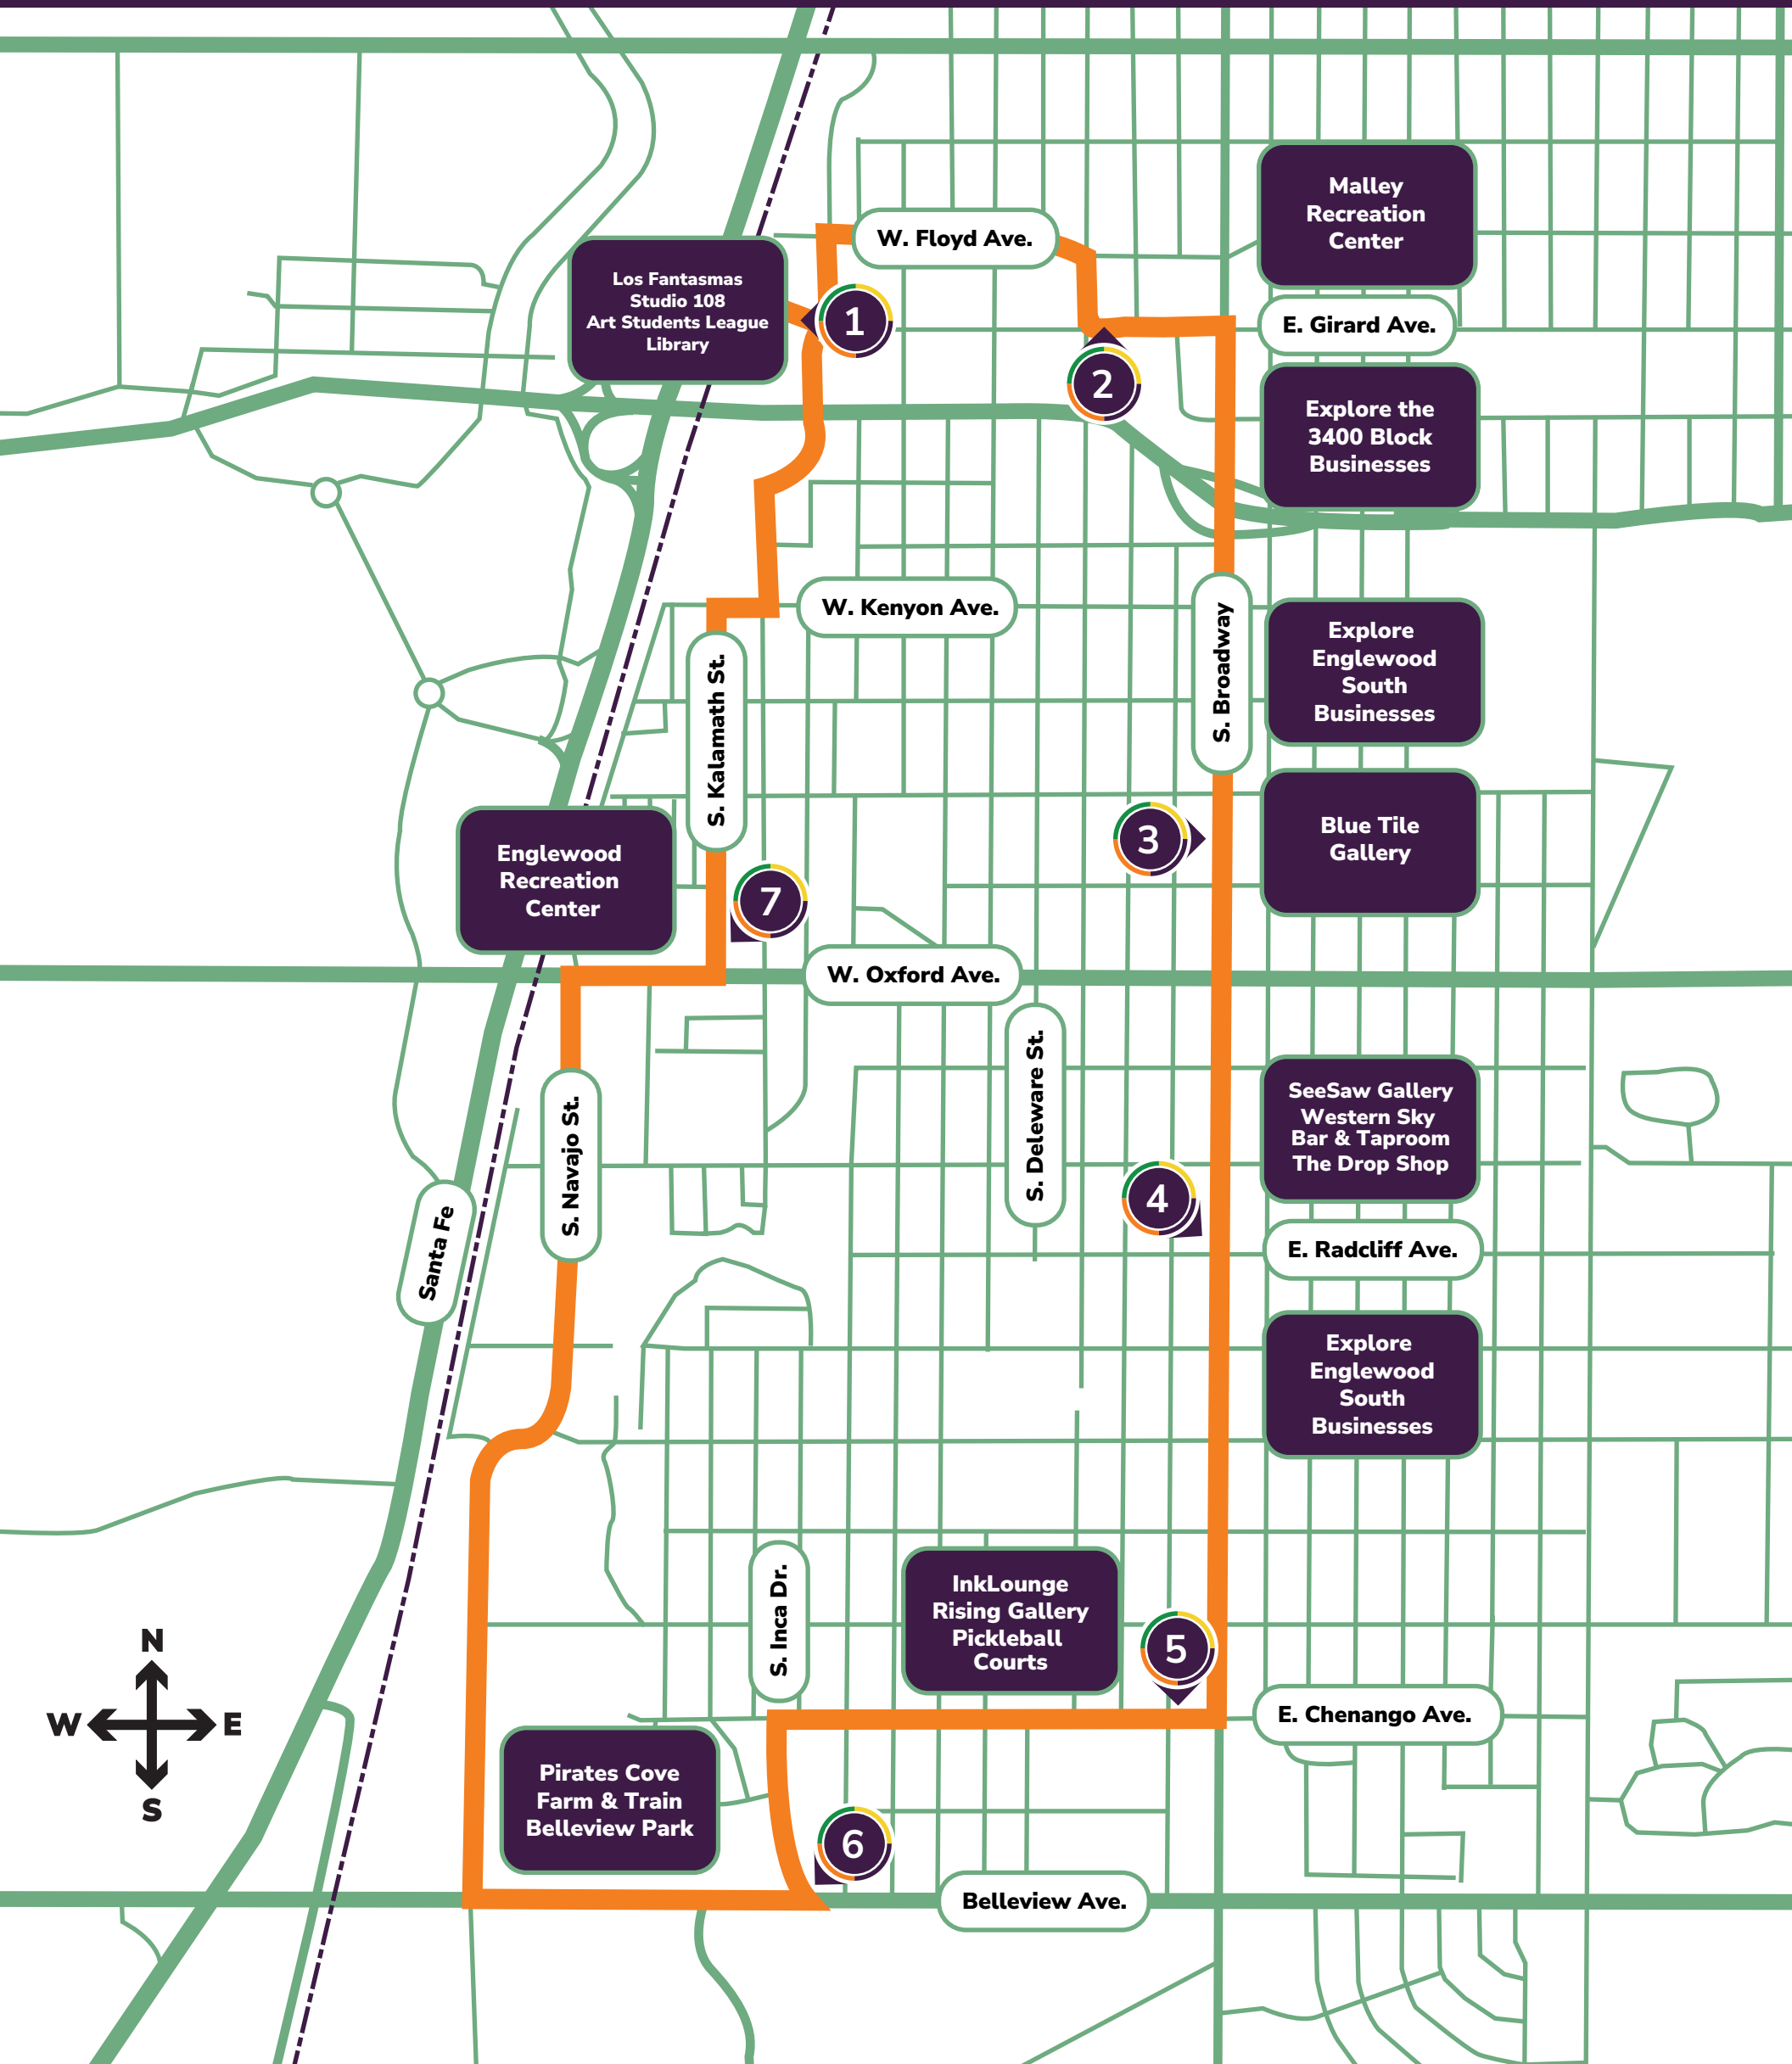 Malley
Recreation
Center
W. Floyd Ave.
Los Fantasmas
Studio 108
Art Students League
Library
1
E. Girard Ave.
2
Explore the
3400 Block
Businesses
W. Kenyon Ave.
S. Broadway
Explore
Englewood
South
Businesses
S. Kalamath St.
3
Blue Tile
Gallery
Englewood
Recreation
Center
7
W. Oxford Ave.
S. Deleware St.
SeeSaw Gallery
Western Sky
Bar & Taproom
The Drop Shop
S. Navajo St.
4
Santa Fe
E. Radcliff Ave.
Explore
Englewood
South
Businesses
S. Inca Dr.
InkLounge
Rising Gallery
Pickleball
Courts
5
N
W
E
S
E. Chenango Ave.
Pirates Cove
Farm & Train
Belleview Park
6
Belleview Ave.